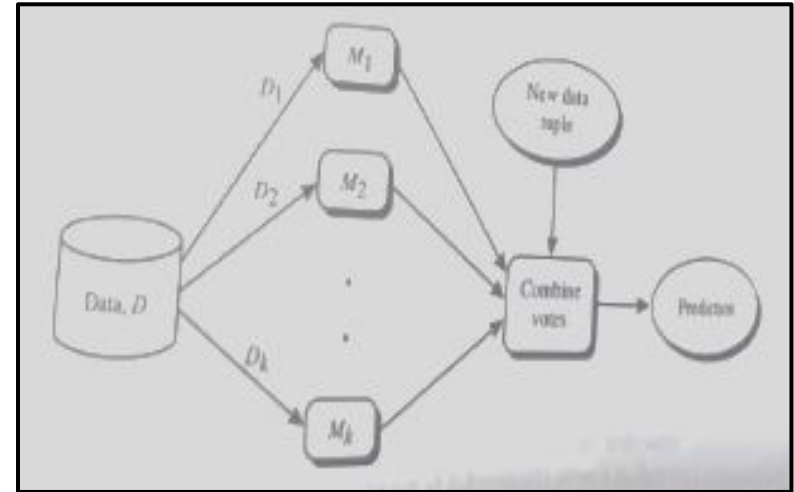 M1
D1
New data
tuple
D2
M2
Data, D
Combine
votes
Prediction
Dk
Mk